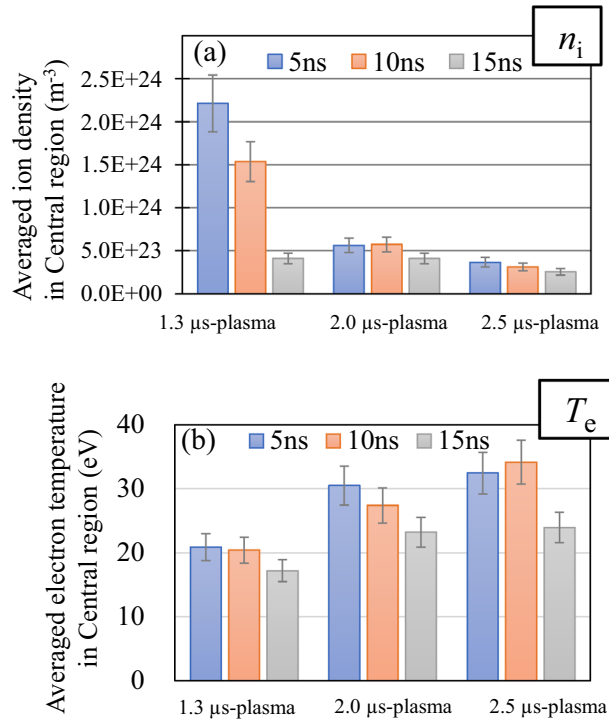 nᵢ
(a) 5ns 10ns 15ns
Averaged ion density
in Central region (m⁻³)
2.5E+24
2.0E+24
1.5E+24
1.0E+24
5.0E+23
0.0E+00
1.3 µs-plasma 2.0 µs-plasma 2.5 µs-plasma
Tₑ
(b) 5ns 10ns 15ns
Averaged electron temperature
in Central region (eV)
40
30
20
10
0
1.3 µs-plasma 2.0 µs-plasma 2.5 µs-plasma